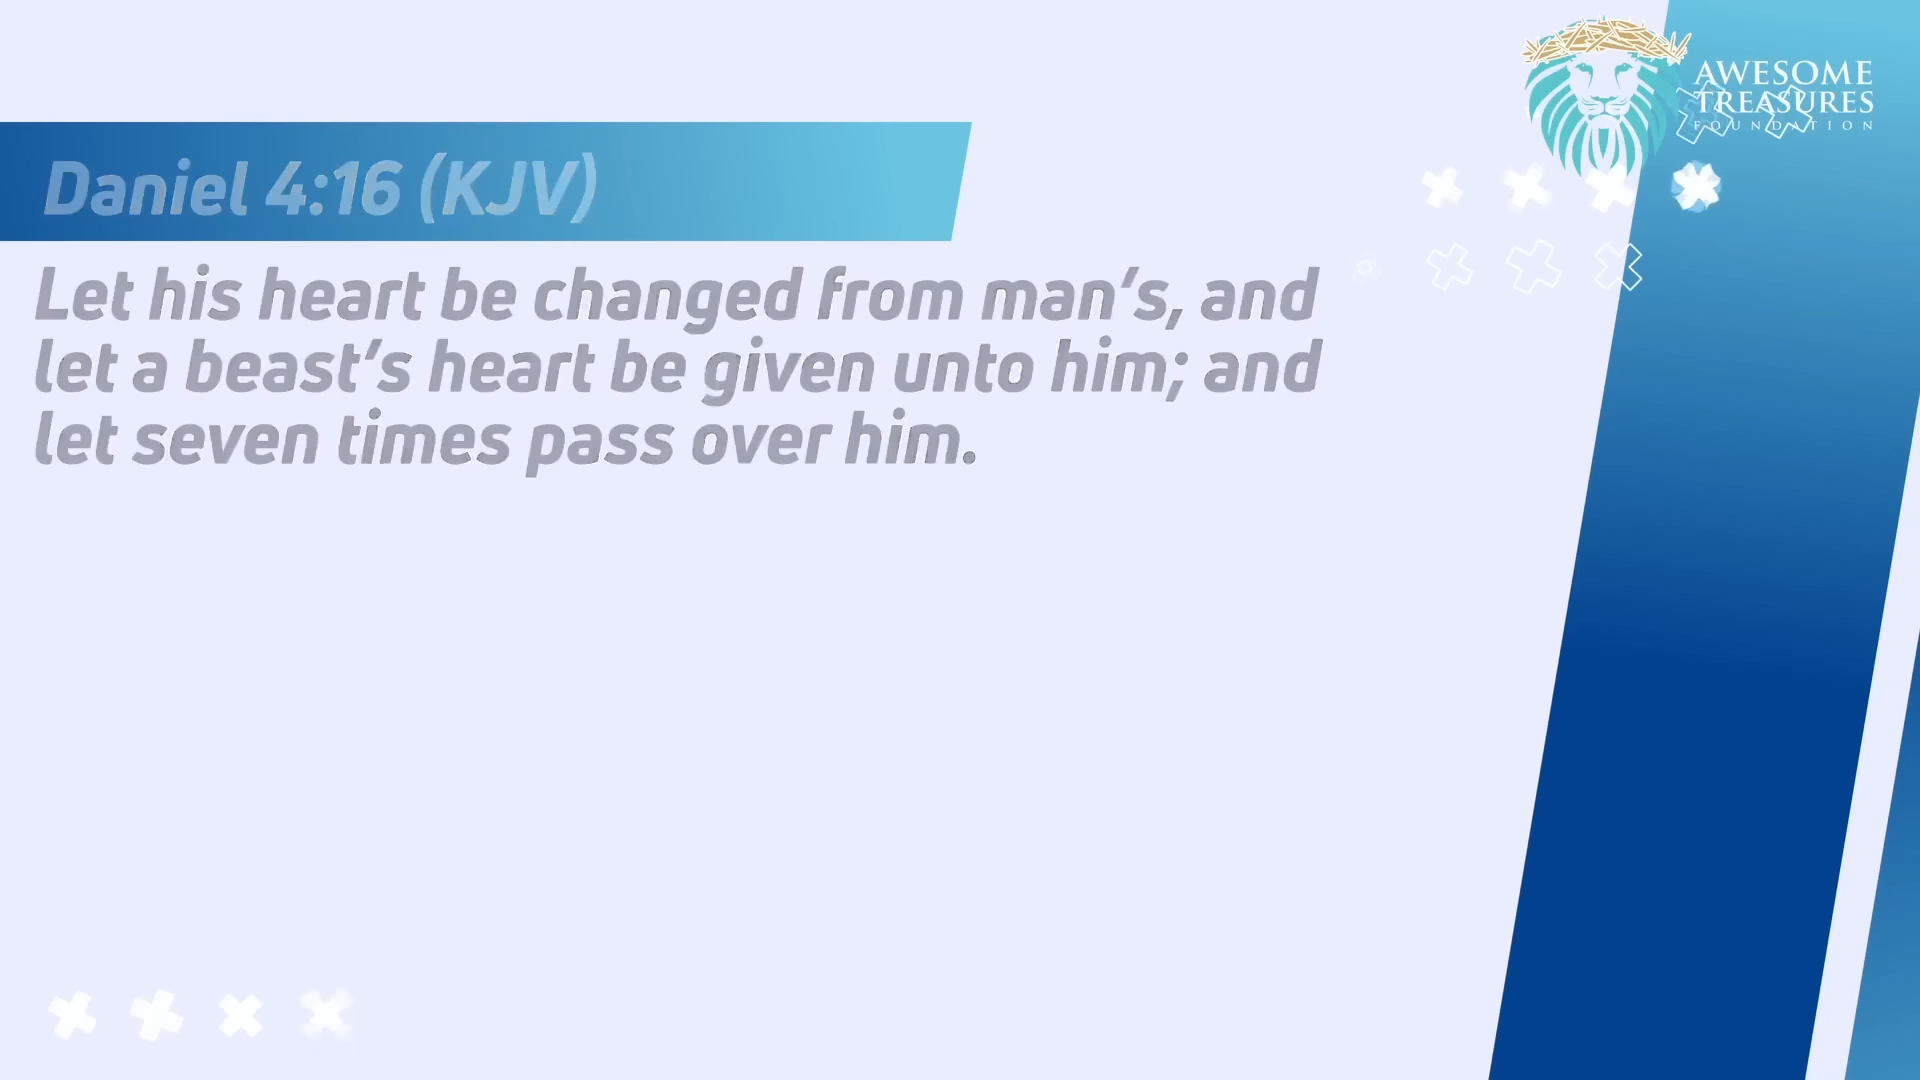 AWESOME
TREASURES
FOUNDATION
Daniel 4:16 (KJV)
Let his heart be changed from man’s, and
let a beast’s heart be given unto him; and
let seven times pass over him.